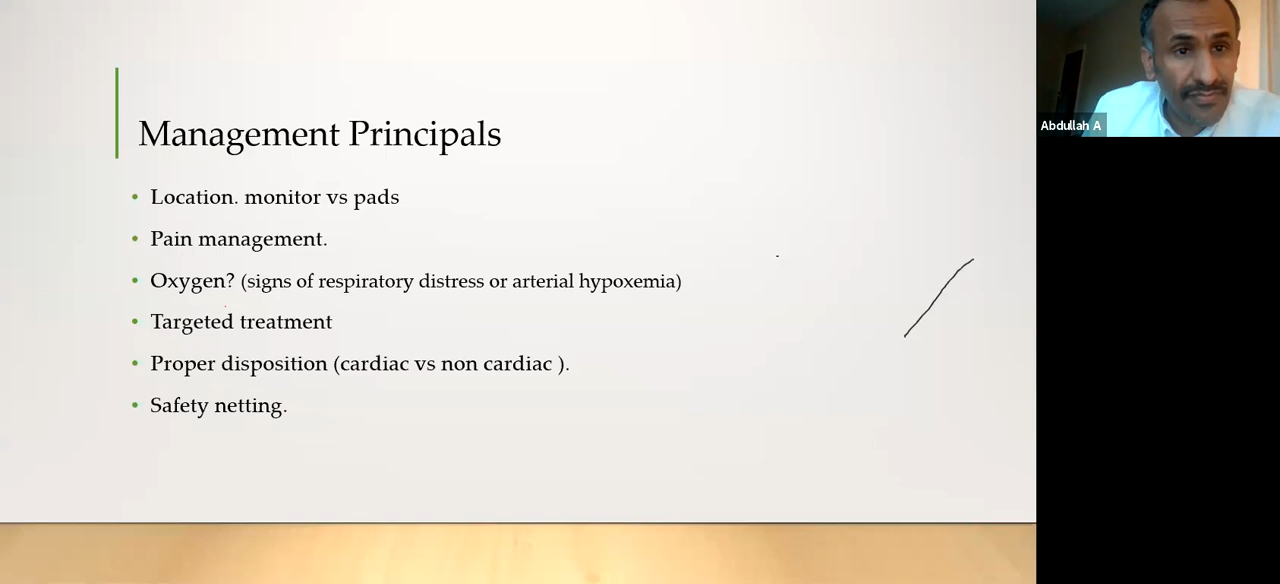 Management Principals
• Location. monitor vs pads
• Pain management.
• Oxygen? (signs of respiratory distress or arterial hypoxemia)
• Targeted treatment
• Proper disposition (cardiac vs non cardiac ).
• Safety netting.
Abdullah A